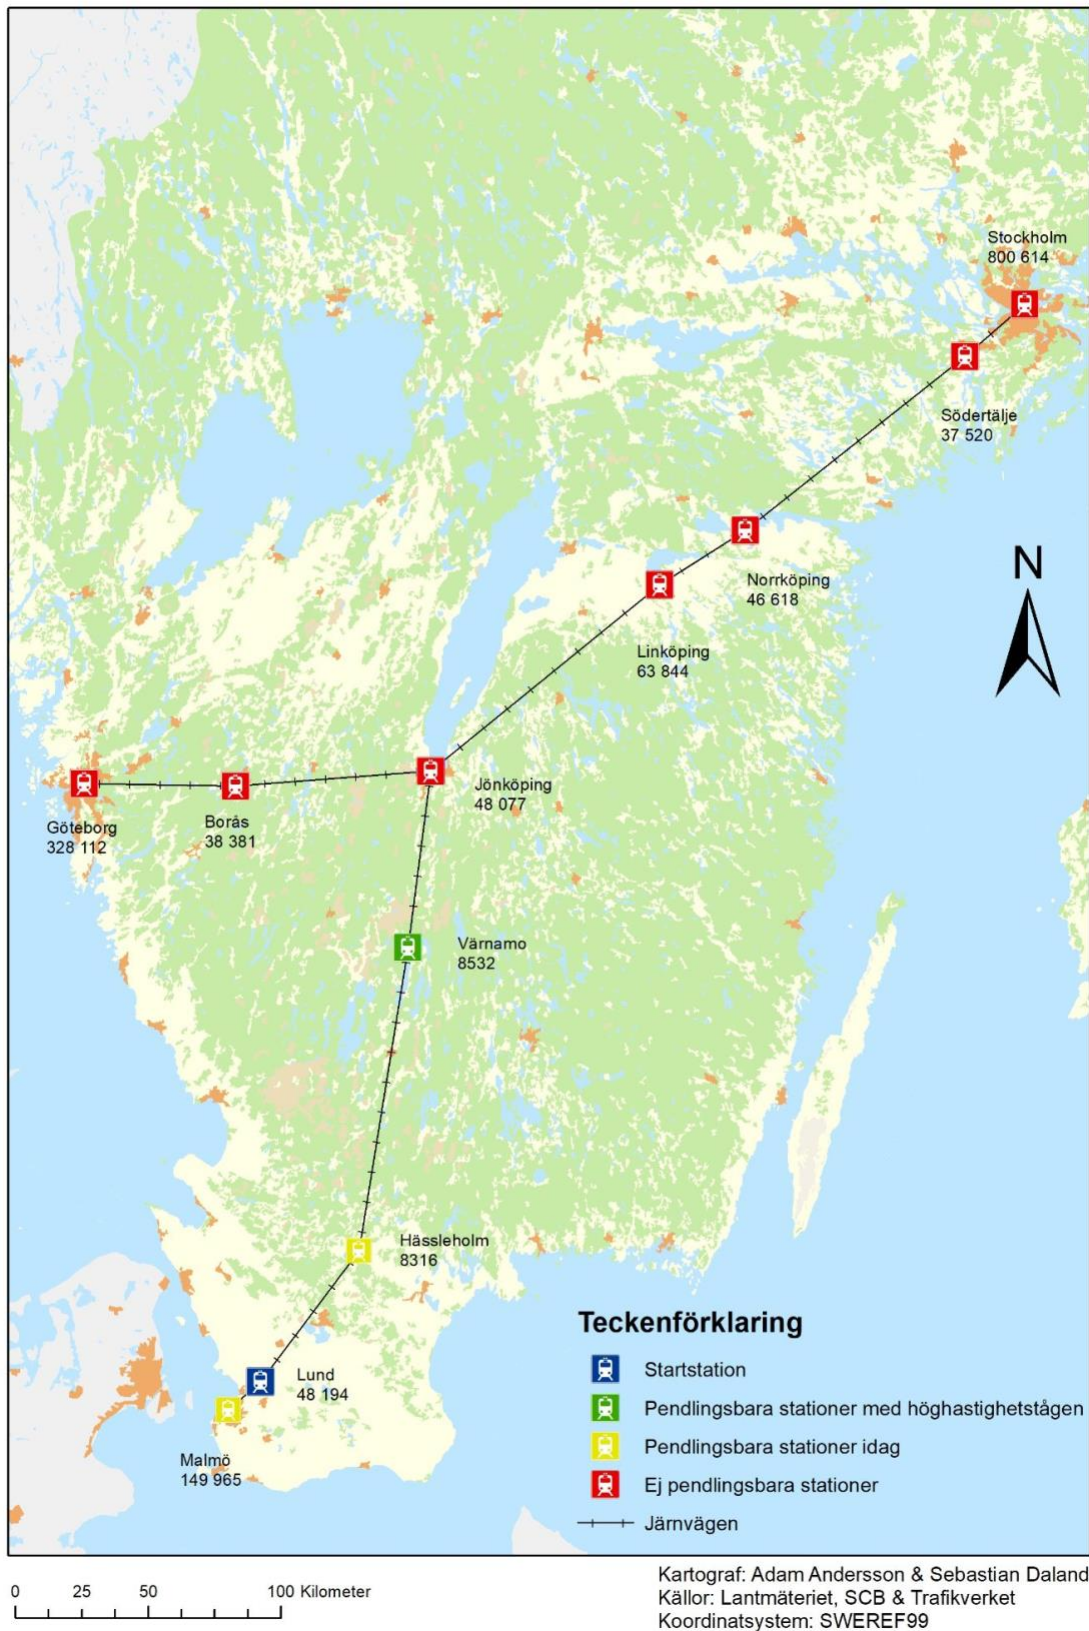 Stockholm
800 614
Södertälje
37 520
Norrköping
46 618
N
Linköping
63 844
Jönköping
48 077
Borås
38 381
Göteborg
328 112
Värnamo
8532
Hässleholm
8316
Lund
48 194
Malmö
149 965
Teckenförklaring
Startstation
Pendlingsbara stationer med höghastighetstågen
Pendlingsbara stationer idag
Ej pendlingsbara stationer
Järnvägen
0 25 50 100 Kilometer
Kartograf: Adam Andersson & Sebastian Daland
Källor: Lantmäteriet, SCB & Trafikverket
Koordinatsystem: SWEREF99